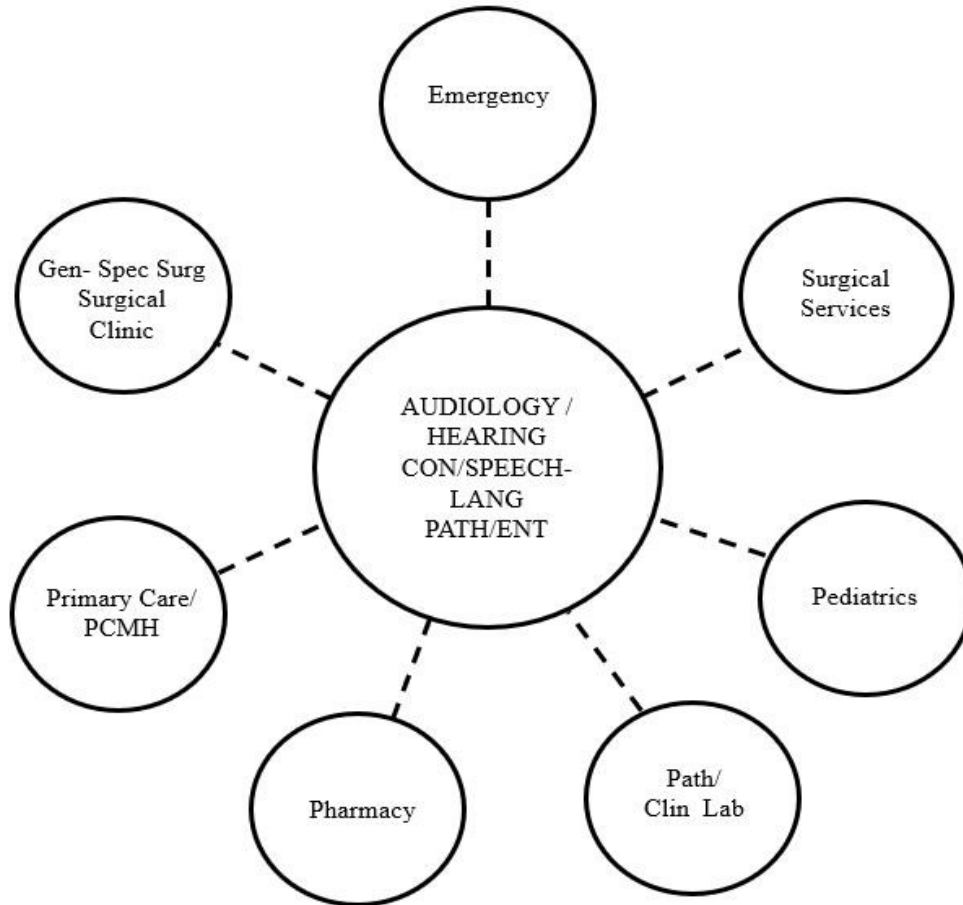 Emergency
Gen- Spec Surg
Surgical
Clinic
Surgical
Services
AUDIOLOGY /
HEARING
CON/SPEECH-
LANG
PATH/ENT
Primary Care/
PCMH
Pediatrics
Pharmacy
Path/
Clin Lab